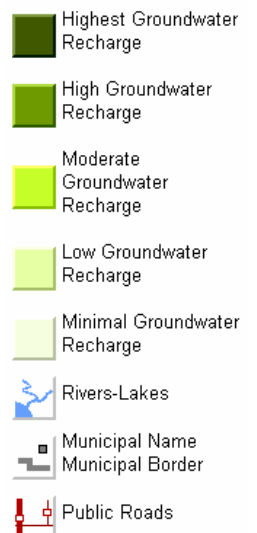 Highest Groundwater
Recharge
High Groundwater
Recharge
Moderate
Groundwater
Recharge
Low Groundwater
Recharge
Minimal Groundwater
Recharge
Rivers-Lakes
Municipal Name
Municipal Border
Public Roads